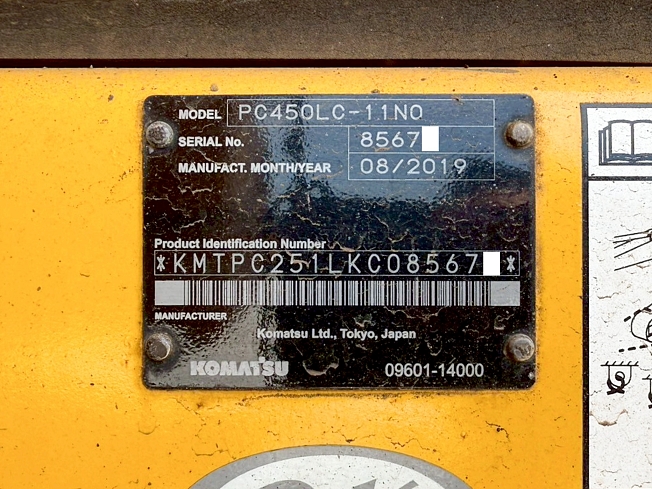 MODEL PC450LC-11N0
SERIAL No. 8567
MANUFACT. MONTH/YEAR 08/2019
Product Identification Number
*KMTPC251LKC08567 *
MANUFACTURER
Komatsu Ltd., Tokyo, Japan
KOMATSU 09601-14000